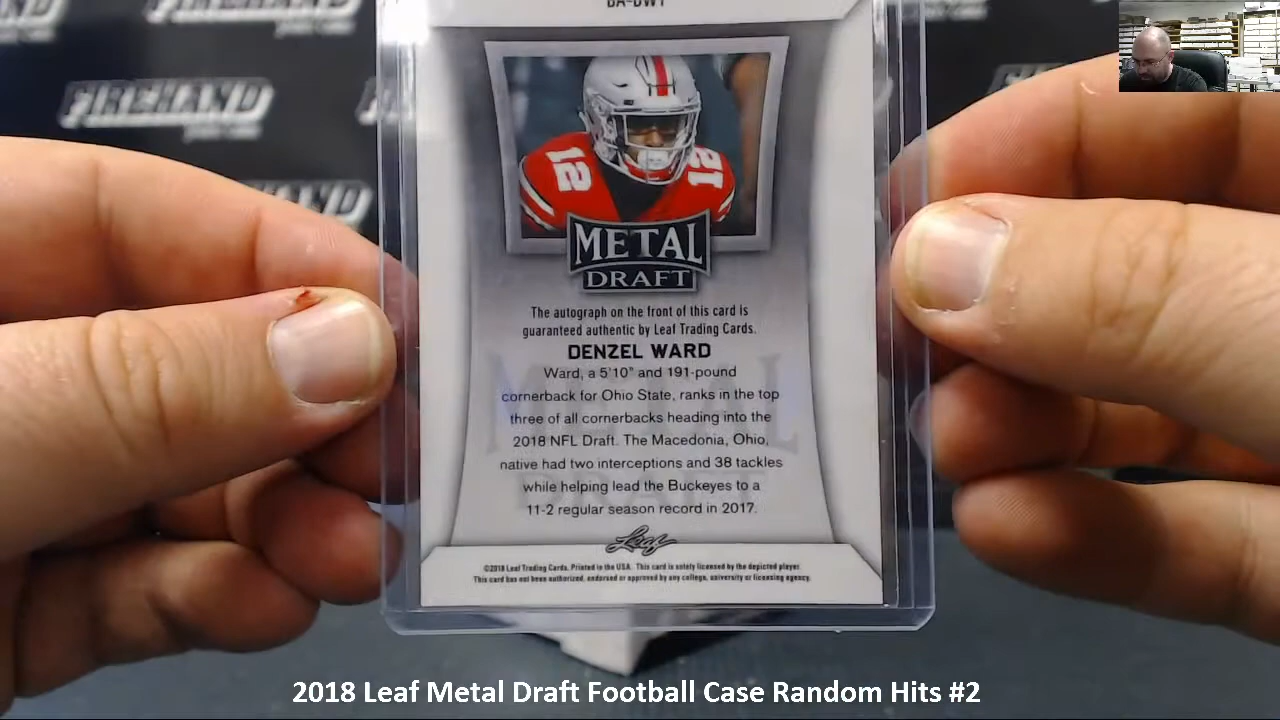 BA-DW1
FIREHAND
12
12
METAL
DRAFT
The autograph on the front of this card is
guaranteed authentic by Leaf Trading Cards.
DENZEL WARD
Ward, a 5'10" and 191-pound
cornerback for Ohio State, ranks in the top
three of all cornerbacks heading into the
2018 NFL Draft. The Macedonia, Ohio,
native had two interceptions and 38 tackles
while helping lead the Buckeyes to a
11-2 regular season record in 2017.
Leaf
©2018 Leaf Trading Cards. Printed in the USA. This card is solely licensed by the depicted player.
This card has not been authorized, endorsed or approved by any college, university or licensing agency.
2018 Leaf Metal Draft Football Case Random Hits #2